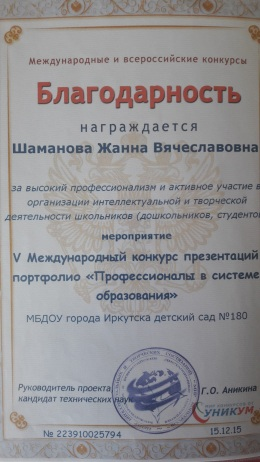 Международные и всероссийские конкурсы
Благодарность
награждается
Шаманова Жанна Вячеславовна
за высокий профессионализм и активное участие в
организации интеллектуальной и творческой
деятельности школьников (дошкольников, студентов
мероприятие
V Международный конкурс презентаций
портфолио «Профессионалы в системе
образования»
МБДОУ города Иркутска детский сад №180
Руководитель проекта,
кандидат технических наук
Г.О. Аникина
УНИКУМ
№ 223910025794
15.12.15